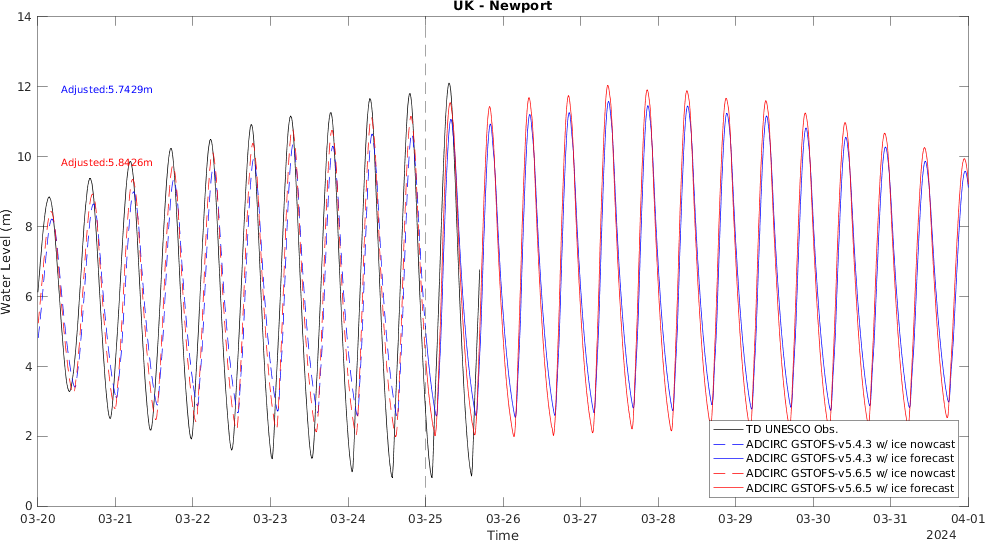 UK - Newport
Water Level (m)
14
12
10
8
6
4
2
0
Adjusted:5.7429m
Adjusted:5.8426m
TD UNESCO Obs.
ADCIRC GSTOFS-v5.4.3 w/ ice nowcast
ADCIRC GSTOFS-v5.4.3 w/ ice forecast
ADCIRC GSTOFS-v5.6.5 w/ ice nowcast
ADCIRC GSTOFS-v5.6.5 w/ ice forecast
03-20 03-21 03-22 03-23 03-24 03-25 03-26 03-27 03-28 03-29 03-30 03-31 04-01
Time
2024